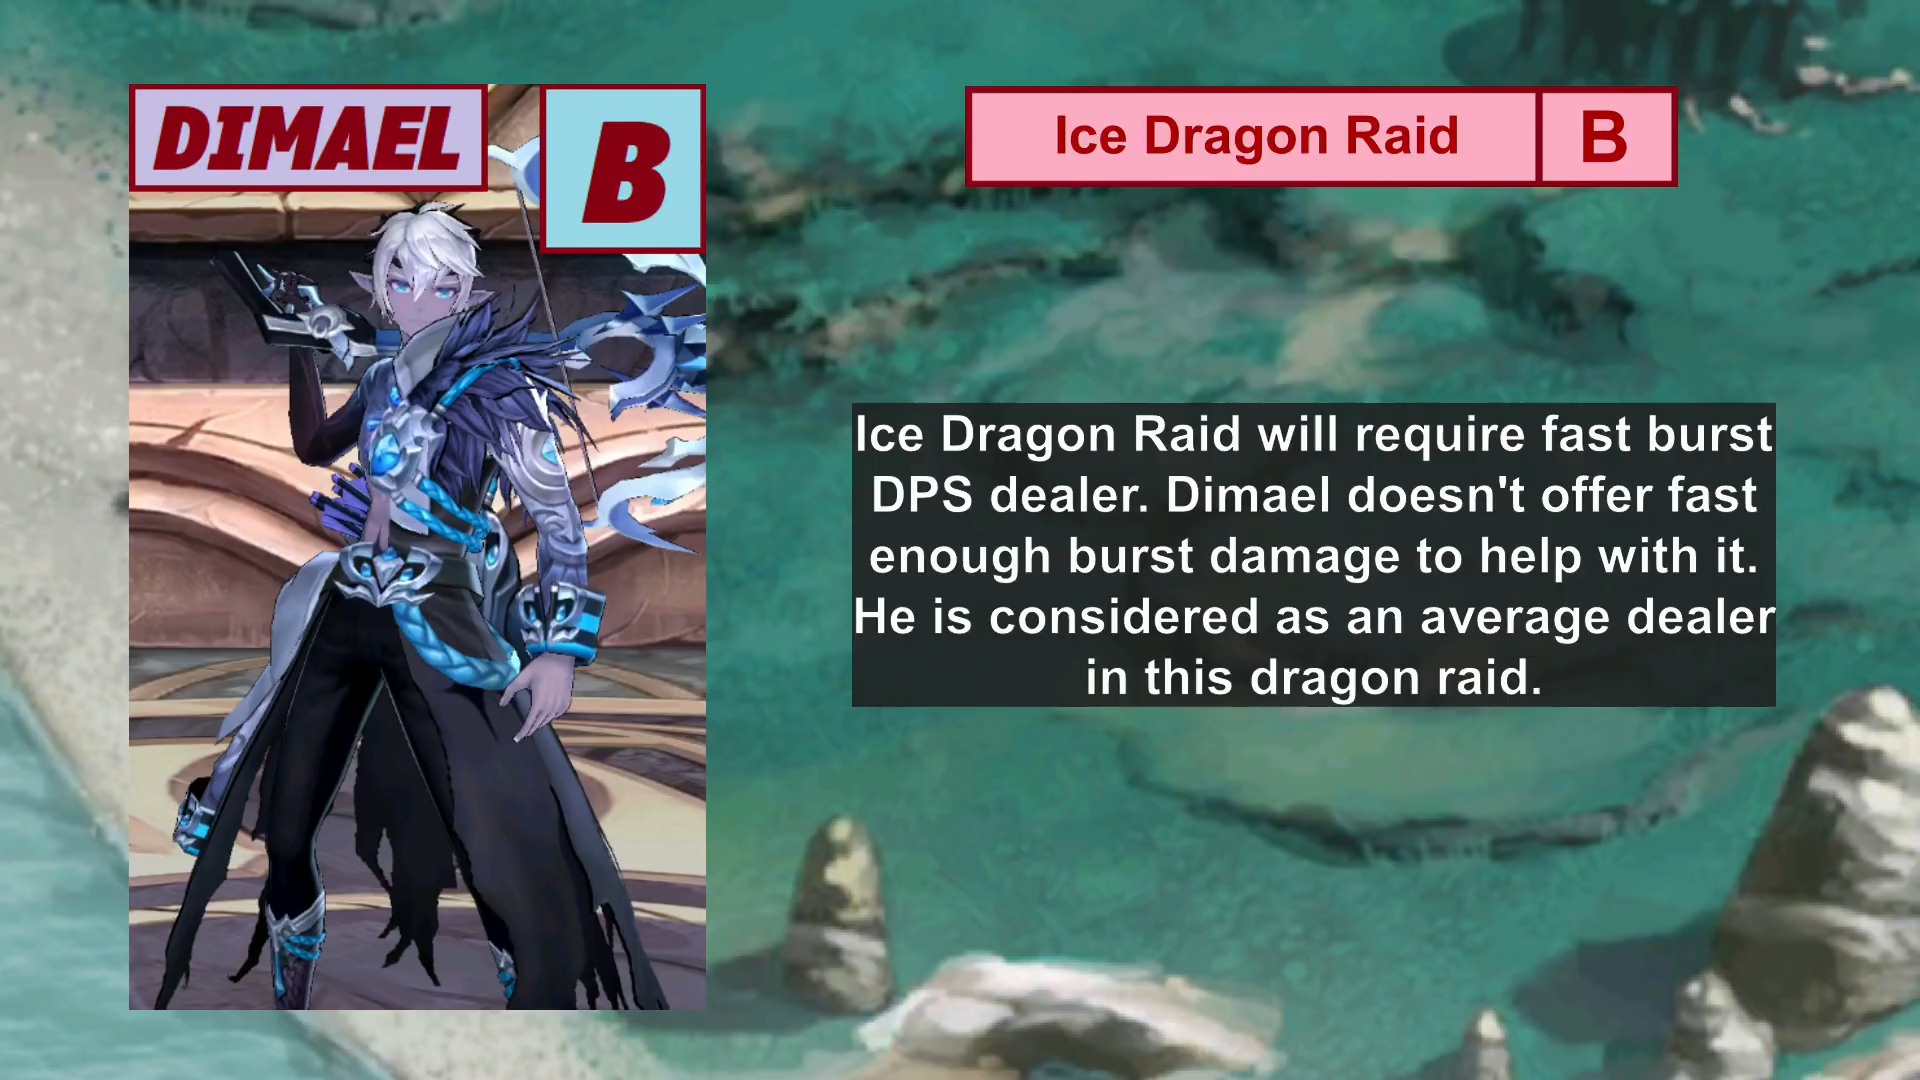 DIMAEL
B
Ice Dragon Raid
B
Ice Dragon Raid will require fast burst
DPS dealer. Dimael doesn't offer fast
enough burst damage to help with it.
He is considered as an average dealer
in this dragon raid.